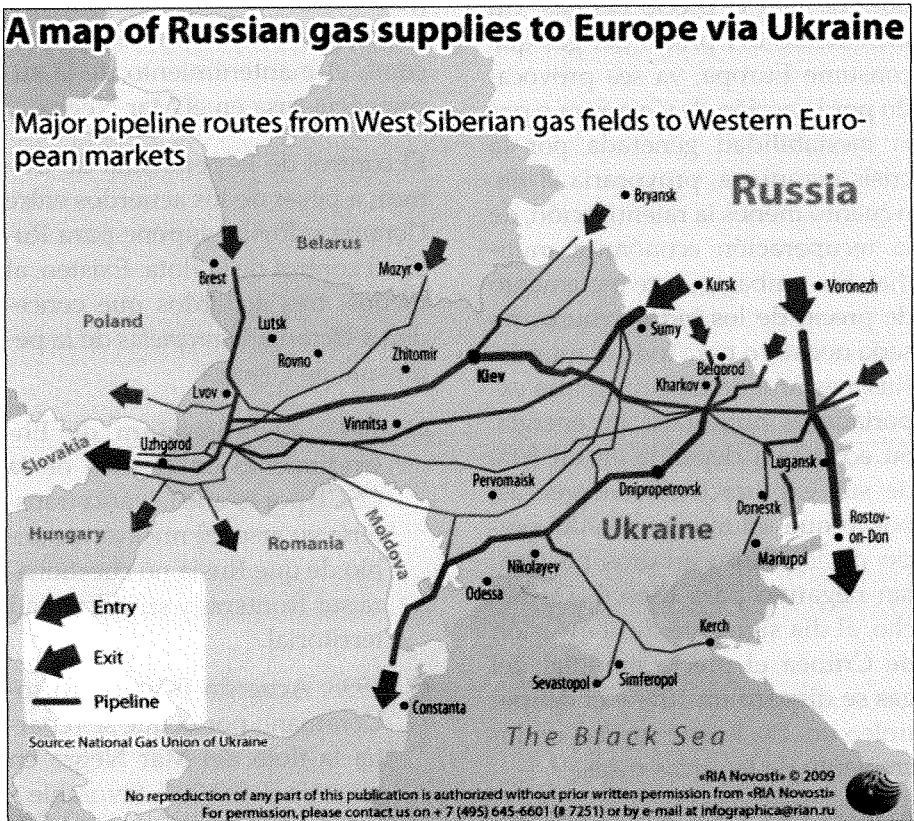 A map of Russian gas supplies to Europe via Ukraine
Major pipeline routes from West Siberian gas fields to Western Euro-
pean markets
Bryansk
Russia
Belarus
Brest
Mozyr
Kursk
Voronezh
Poland
Lutsk
Rovno
Zhitomir
Kiev
Sumy
Belgorod
Kharkov
Lvov
Vinnitsa
Slovakia
Uzhgorod
Pervomaisk
Dnipropetrovsk
Lugansk
Donestk
Hungary
Romania
Moldova
Ukraine
Rostov-
on-Don
Mariupol
Nikolayev
Odessa
Kerch
Sevastopol
Simferopol
Constanta
The Black Sea
Entry
Exit
Pipeline
Source: National Gas Union of Ukraine
«RIA Novosti» © 2009
No reproduction of any part of this publication is authorized without prior written permission from «RIA Novosti»
For permission, please contact us on + 7 (495) 645-6601 (# 7251) or by e-mail at infographica@rian.ru